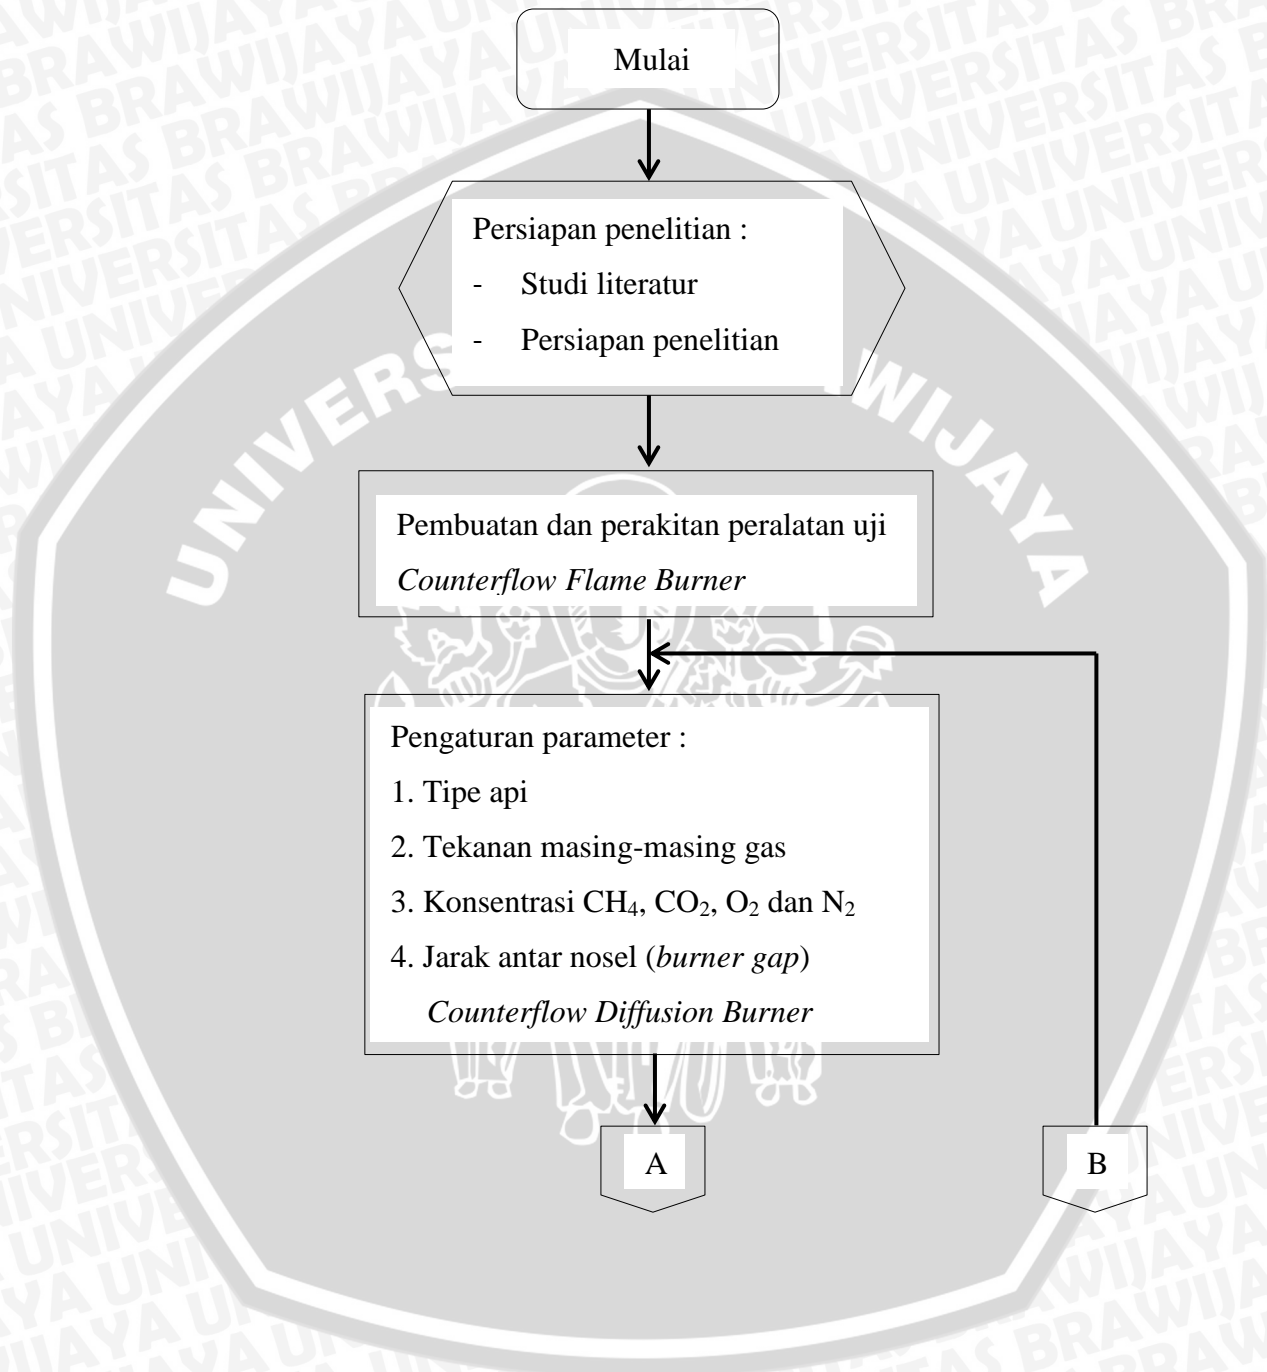 Mulai
Persiapan penelitian :
- Studi literatur
- Persiapan penelitian
Pembuatan dan perakitan peralatan uji
Counterflow Flame Burner
Pengaturan parameter :
1. Tipe api
2. Tekanan masing-masing gas
3. Konsentrasi CH₄, CO₂, O₂ dan N₂
4. Jarak antar nosel (burner gap)
Counterflow Diffusion Burner
A
B